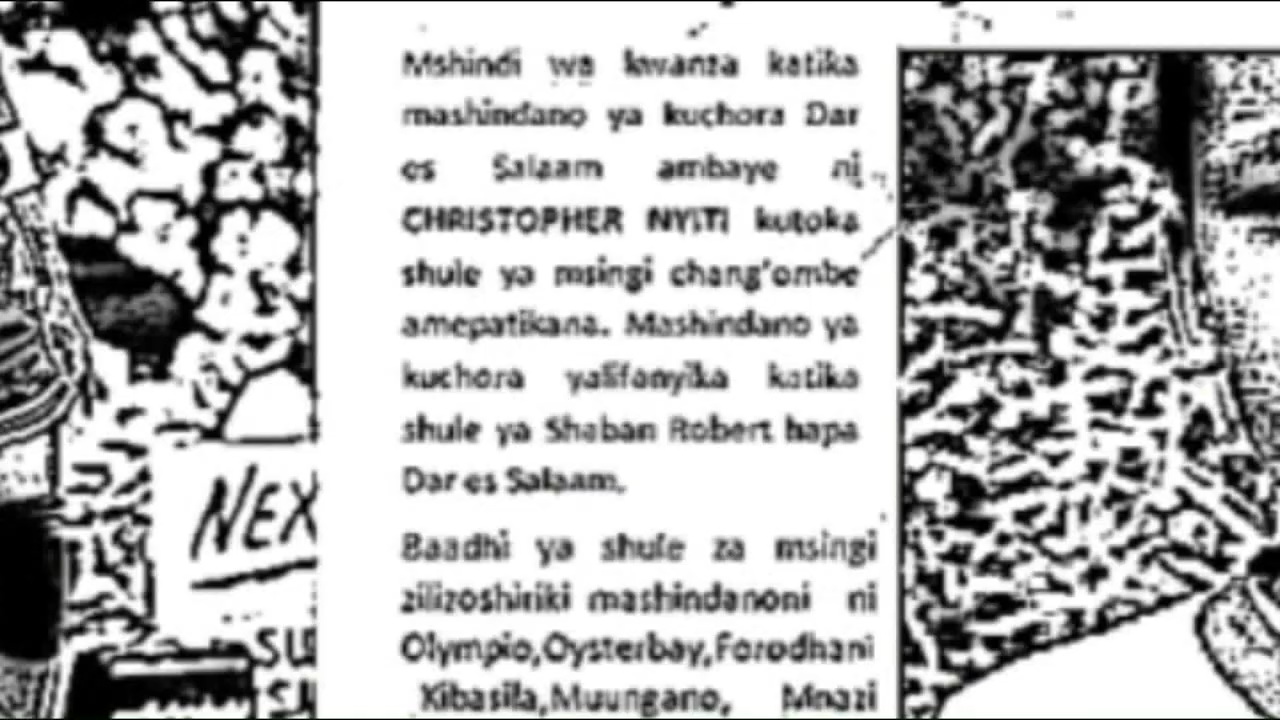 Mshindi wa kwanza katika
mashindano ya kuchora Dar
es Salaam ambaye ni
CHRISTOPHER NYITI kutoka
shule ya msingi chang'ombe
amepatikana. Mashindano ya
kuchora yalifanyika katika
shule ya Shaban Robert hapa
Dar es Salaam.
Baadhi ya shule za msingi
zilizoshiriki mashindanoni ni
Olympio,Oysterbay,Forodhani
Kibasila,Muungano, Mnazi
NEX